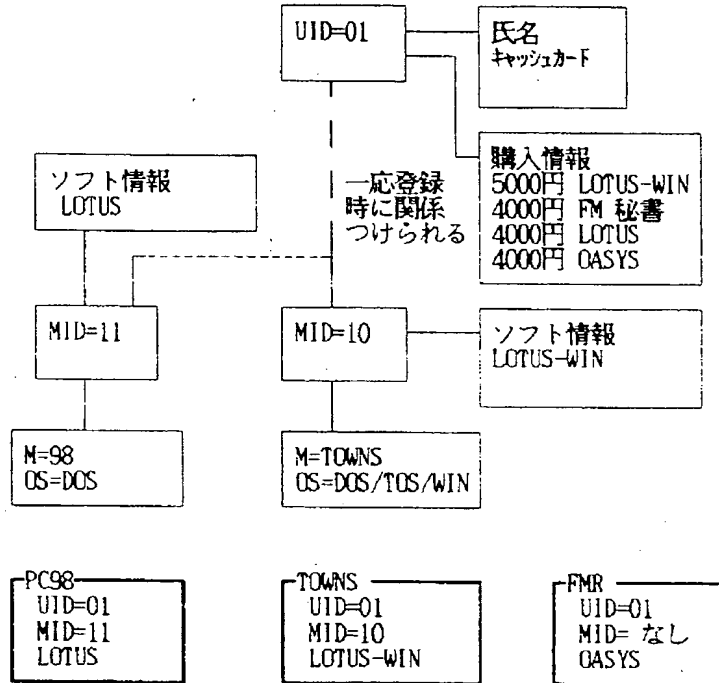 UID=01
氏名
キャッシュカード
購入情報
5000円 LOTUS-WIN
4000円 FM 秘書
4000円 LOTUS
4000円 OASYS
ソフト情報
LOTUS
一応登録
時に関係
つけられる
MID=11
MID=10
ソフト情報
LOTUS-WIN
M=98
OS=DOS
M=TOWNS
OS=DOS/TOS/WIN
PC98
UID=01
MID=11
LOTUS
TOWNS
UID=01
MID=10
LOTUS-WIN
FMR
UID=01
MID= なし
OASYS